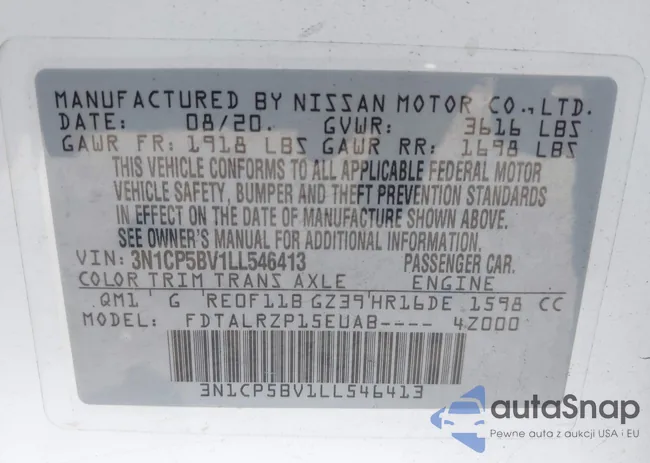 MANUFACTURED BY NISSAN MOTOR CO.,LTD.
DATE: 08/20. GVWR: 3616 LBS
GAWR FR: 1918 LBS GAWR RR: 1698 LBS
THIS VEHICLE CONFORMS TO ALL APPLICABLE FEDERAL MOTOR
VEHICLE SAFETY, BUMPER AND THEFT PREVENTION STANDARDS
IN EFFECT ON THE DATE OF MANUFACTURE SHOWN ABOVE.
SEE OWNER'S MANUAL FOR ADDITIONAL INFORMATION
VIN: 3N1CP5BV1LL546413 PASSENGER CAR.
COLOR TRIM TRANS AXLE ENGINE
QM1 G RE0F11B GZ39 HR16DE 1598 CC
MODEL: FDTALRZP15EUAB---- 4Z000
3N1CP5BV1LL546413
autaSnap
Pewne auta z aukcji USA i EU